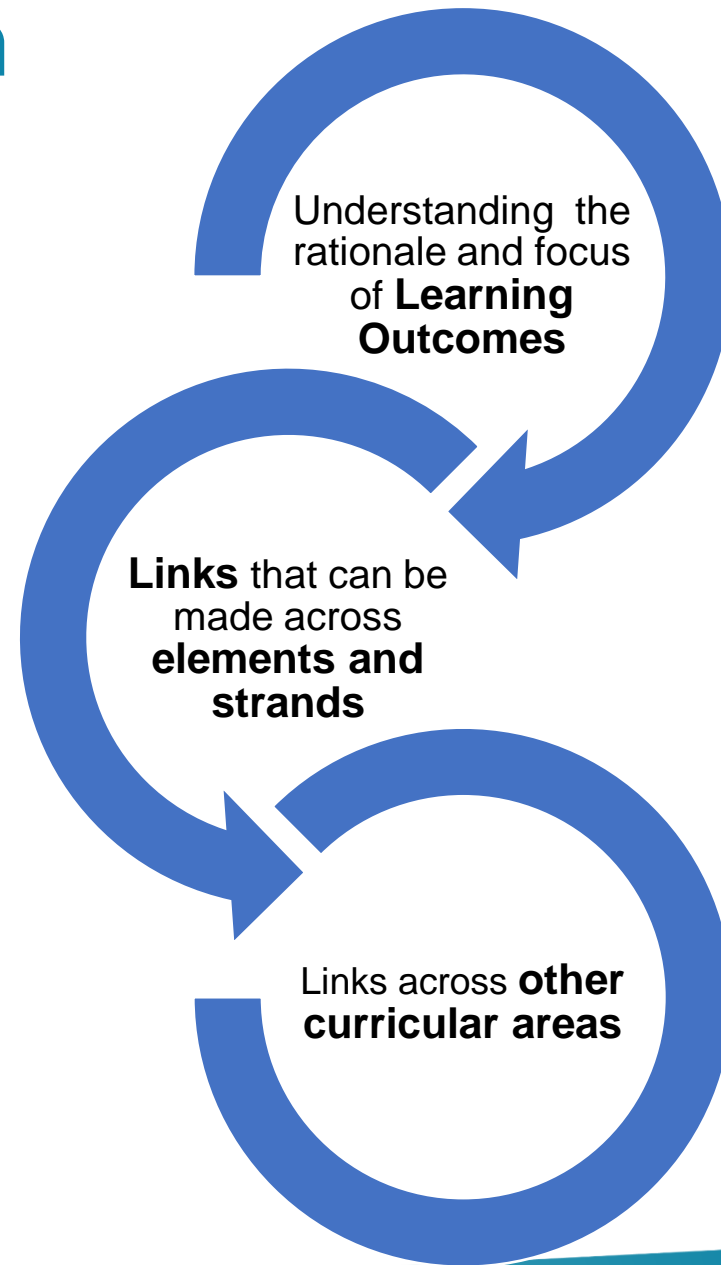 Understanding the
rationale and focus
of Learning
Outcomes
Links that can be
made across
elements and
strands
Links across other
curricular areas